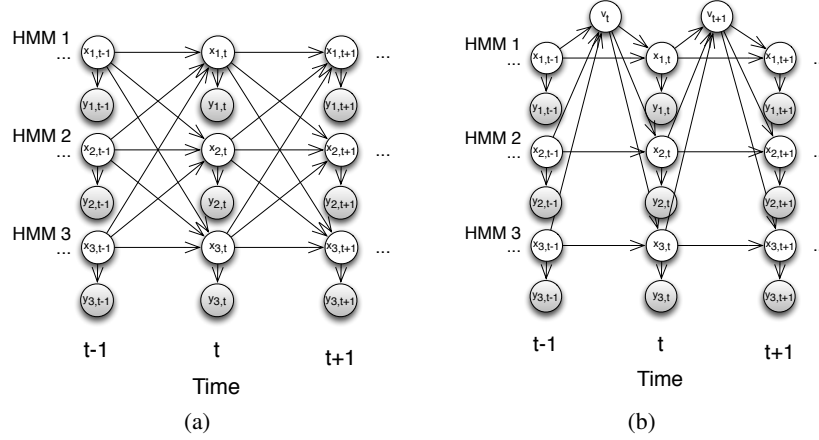 HMM 1
... x1,t-1 x1,t x1,t+1 ...
y1,t-1 y1,t y1,t+1
HMM 2
... x2,t-1 x2,t x2,t+1 ...
y2,t-1 y2,t y2,t+1
HMM 3
... x3,t-1 x3,t x3,t+1 ...
y3,t-1 y3,t y3,t+1
t-1 t t+1
Time
(a)
vt vt+1
HMM 1
... x1,t-1 x1,t x1,t+1 .
y1,t-1 y1,t y1,t+1
HMM 2
... x2,t-1 x2,t x2,t+1 .
y2,t-1 y2,t y2,t+1
HMM 3
... x3,t-1 x3,t x3,t+1 .
y3,t-1 y3,t y3,t+1
t-1 t t+1
Time
(b)